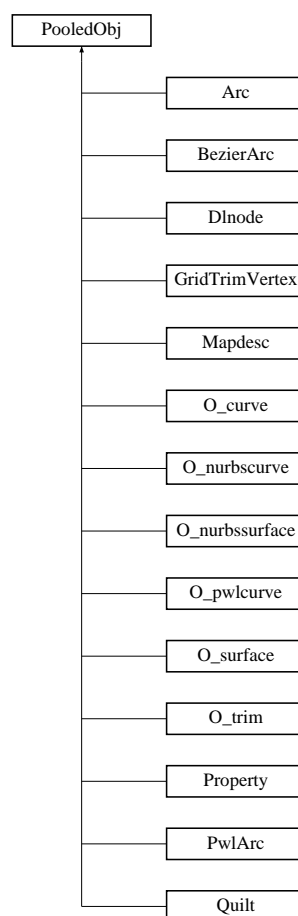 PooledObj
Arc
BezierArc
Dlnode
GridTrimVertex
Mapdesc
O_curve
O_nurbscurve
O_nurbssurface
O_pwlcurve
O_surface
O_trim
Property
PwlArc
Quilt